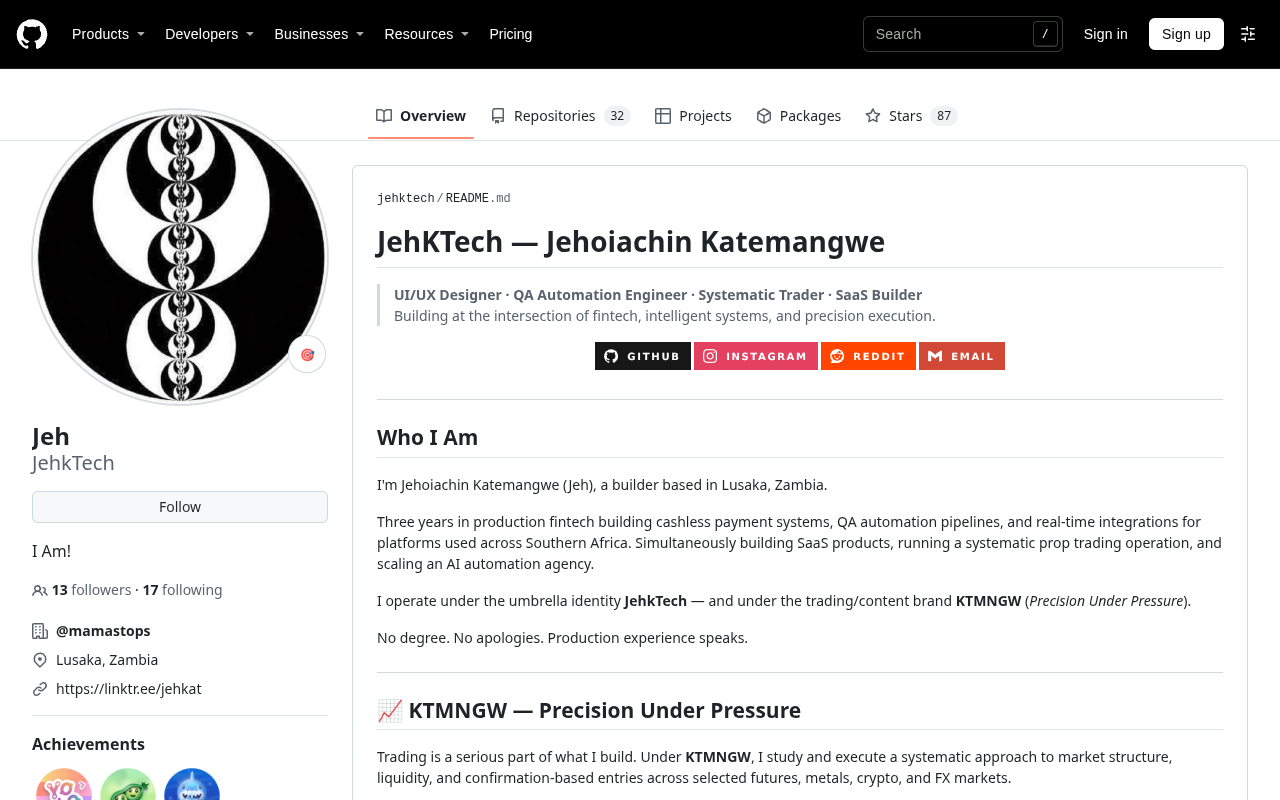 Products
Developers
Businesses
Resources
Pricing
Search
/
Sign in
Sign up
Overview
Repositories 32
Projects
Packages
Stars 87
Jeh
JehkTech
Follow
I Am!
13 followers · 17 following
@mamastops
Lusaka, Zambia
https://linktr.ee/jehkat
Achievements
jehktech/README.md
JehKTech — Jehoiachin Katemangwe
UI/UX Designer · QA Automation Engineer · Systematic Trader · SaaS Builder
Building at the intersection of fintech, intelligent systems, and precision execution.
GITHUB
INSTAGRAM
REDDIT
EMAIL
Who I Am
I'm Jehoiachin Katemangwe (Jeh), a builder based in Lusaka, Zambia.
Three years in production fintech building cashless payment systems, QA automation pipelines, and real-time integrations for
platforms used across Southern Africa. Simultaneously building SaaS products, running a systematic prop trading operation, and
scaling an AI automation agency.
I operate under the umbrella identity JehkTech — and under the trading/content brand KTMNGW (Precision Under Pressure).
No degree. No apologies. Production experience speaks.
📈 KTMNGW — Precision Under Pressure
Trading is a serious part of what I build. Under KTMNGW, I study and execute a systematic approach to market structure,
liquidity, and confirmation-based entries across selected futures, metals, crypto, and FX markets.